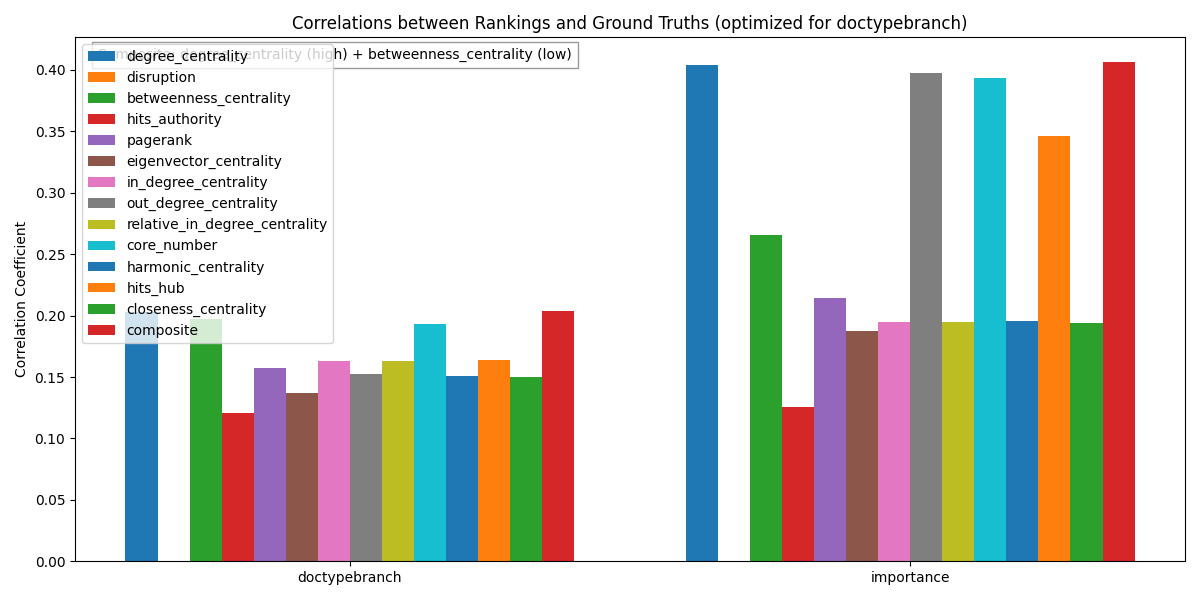 Correlations between Rankings and Ground Truths (optimized for doctypebranch)
Composite: degree_centrality (high) + betweenness_centrality (low)
degree_centrality
disruption
betweenness_centrality
hits_authority
pagerank
eigenvector_centrality
in_degree_centrality
out_degree_centrality
relative_in_degree_centrality
core_number
harmonic_centrality
hits_hub
closeness_centrality
composite
Correlation Coefficient
0.40
0.35
0.30
0.25
0.20
0.15
0.10
0.05
0.00
doctypebranch
importance